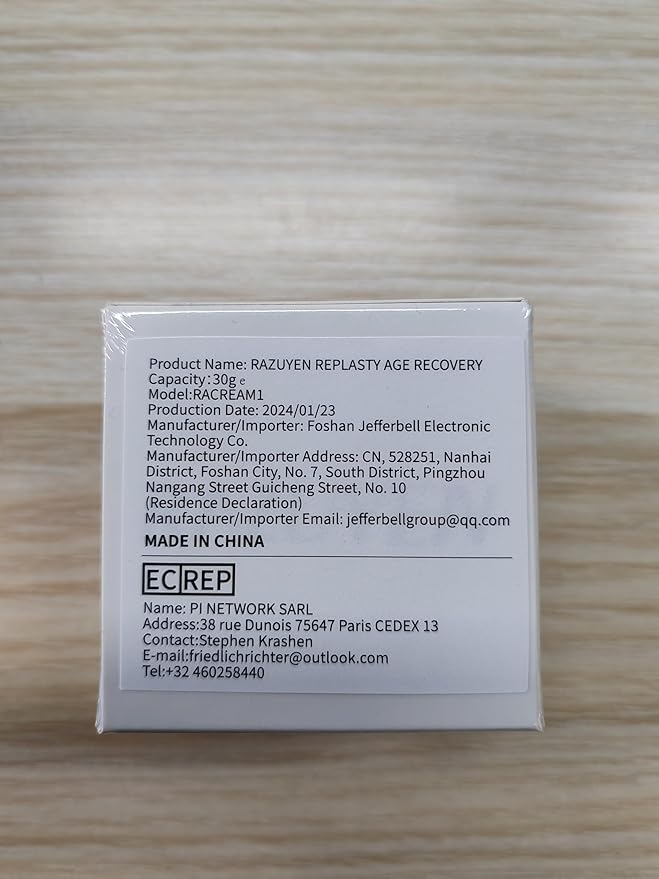 Product Name: RAZUYEN REPLASTY AGE RECOVERY
Capacity:30g e
Model:RACREAM1
Production Date: 2024/01/23
Manufacturer/Importer: Foshan Jefferbell Electronic
Technology Co.
Manufacturer/Importer Address: CN, 528251, Nanhai
District, Foshan City, No. 7, South District, Pingzhou
Nangang Street Guicheng Street, No. 10
(Residence Declaration)
Manufacturer/Importer Email: jefferbellgroup@qq.com
MADE IN CHINA
EC REP
Name: PI NETWORK SARL
Address:38 rue Dunois 75647 Paris CEDEX 13
Contact:Stephen Krashen
E-mail:friedlichrichter@outlook.com
Tel:+32 460258440